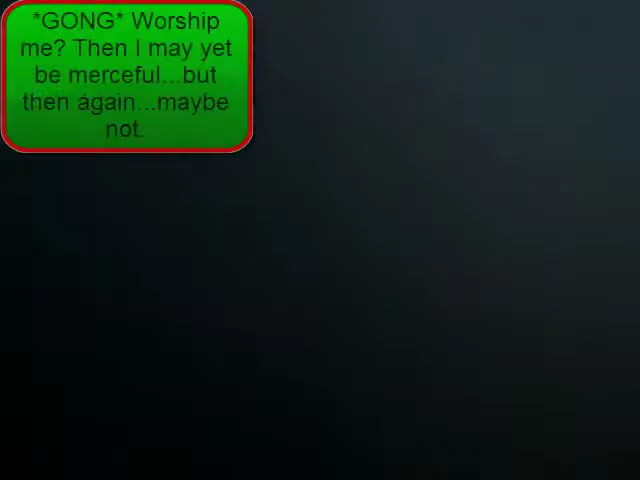 *GONG* Worship
me? Then I may yet
be merceful...but
then again...maybe
not.